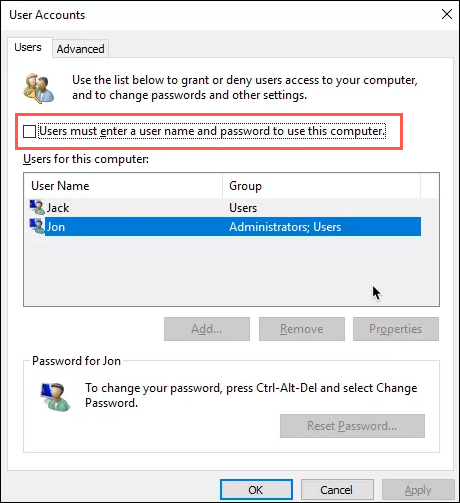 User Accounts
Users Advanced
Use the list below to grant or deny users access to your computer,
and to change passwords and other settings.
Users must enter a user name and password to use this computer.
Users for this computer:
User Name Group
Jack Users
Jon Administrators; Users
Add... Remove Properties
Password for Jon
To change your password, press Ctrl-Alt-Del and select Change
Password.
Reset Password...
OK Cancel Apply